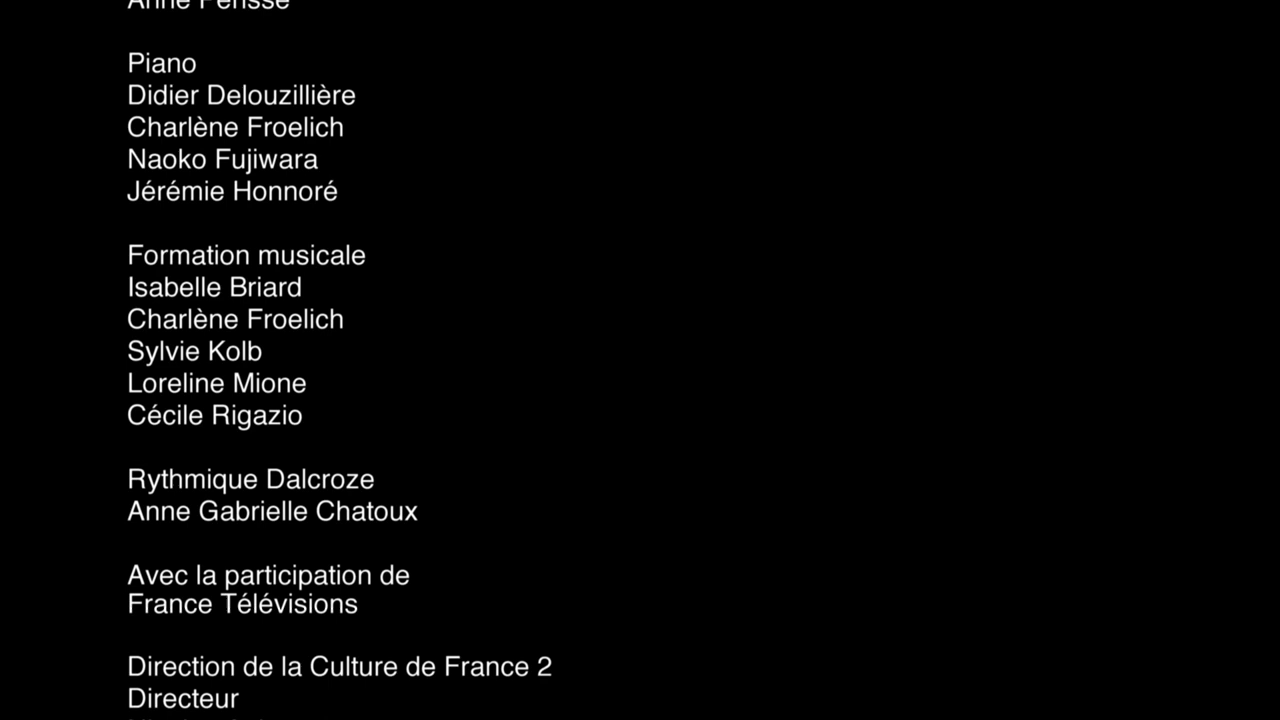 Anne Pensse
Piano
Didier Delouzillière
Charlène Froelich
Naoko Fujiwara
Jérémie Honnoré
Formation musicale
Isabelle Briard
Charlène Froelich
Sylvie Kolb
Loreline Mione
Cécile Rigazio
Rythmique Dalcroze
Anne Gabrielle Chatoux
Avec la participation de
France Télévisions
Direction de la Culture de France 2
Directeur